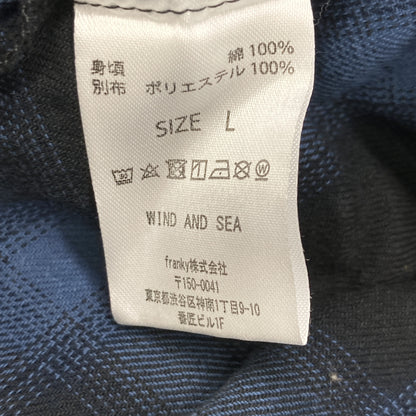 身頃 綿 100%
別布 ポリエステル 100%
SIZE L
WIND AND SEA
franky株式会社
〒150-0041
東京都渋谷区神南1丁目9-10
番匠ビル1F